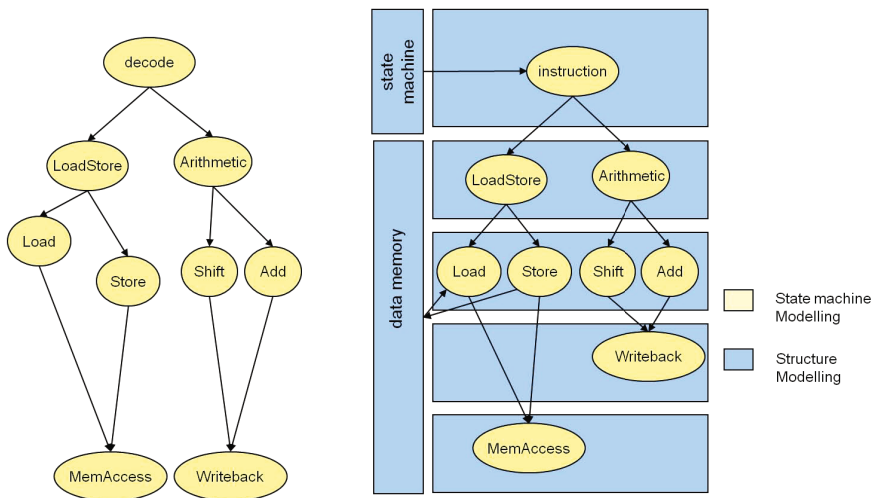 decode
LoadStore
Arithmetic
Load
Store
Shift
Add
MemAccess
Writeback
state
machine
instruction
data memory
LoadStore
Arithmetic
Load
Store
Shift
Add
Writeback
MemAccess
State machine
Modelling
Structure
Modelling